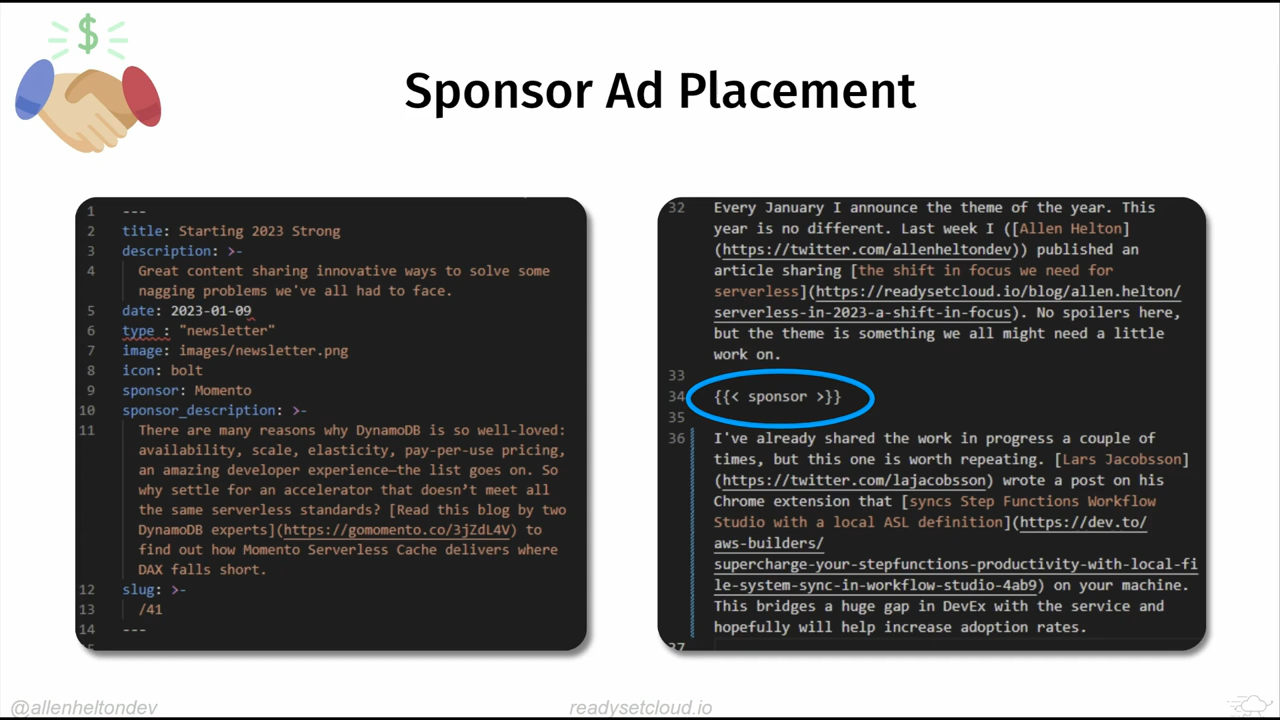 $
Sponsor Ad Placement
1 ---
2 title: Starting 2023 Strong
3 description: >-
4 Great content sharing innovative ways to solve some
nagging problems we've all had to face.
5 date: 2023-01-09
6 type : "newsletter"
7 image: images/newsletter.png
8 icon: bolt
9 sponsor: Momento
10 sponsor_description: >-
11 There are many reasons why DynamoDB is so well-loved:
availability, scale, elasticity, pay-per-use pricing,
an amazing developer experience—the list goes on. So
why settle for an accelerator that doesn’t meet all
the same serverless standards? [Read this blog by two
DynamoDB experts](https://gomomento.co/3jZdL4V) to
find out how Momento Serverless Cache delivers where
DAX falls short.
12 slug: >-
13 /41
14 ---
32 Every January I announce the theme of the year. This
year is no different. Last week I ([Allen Helton]
(https://twitter.com/allenheltondev)) published an
article sharing [the shift in focus we need for
serverless](https://readysetcloud.io/blog/allen.helton/
serverless-in-2023-a-shift-in-focus). No spoilers here,
but the theme is something we all might need a little
work on.
33
34 {{< sponsor >}}
35
36 I've already shared the work in progress a couple of
times, but this one is worth repeating. [Lars Jacobsson]
(https://twitter.com/lajacobsson) wrote a post on his
Chrome extension that [syncs Step Functions Workflow
Studio with a local ASL definition](https://dev.to/
aws-builders/
supercharge-your-stepfunctions-productivity-with-local-fi
le-system-sync-in-workflow-studio-4ab9) on your machine.
This bridges a huge gap in DevEx with the service and
hopefully will help increase adoption rates.
37
@allenheltondev
readysetcloud.io